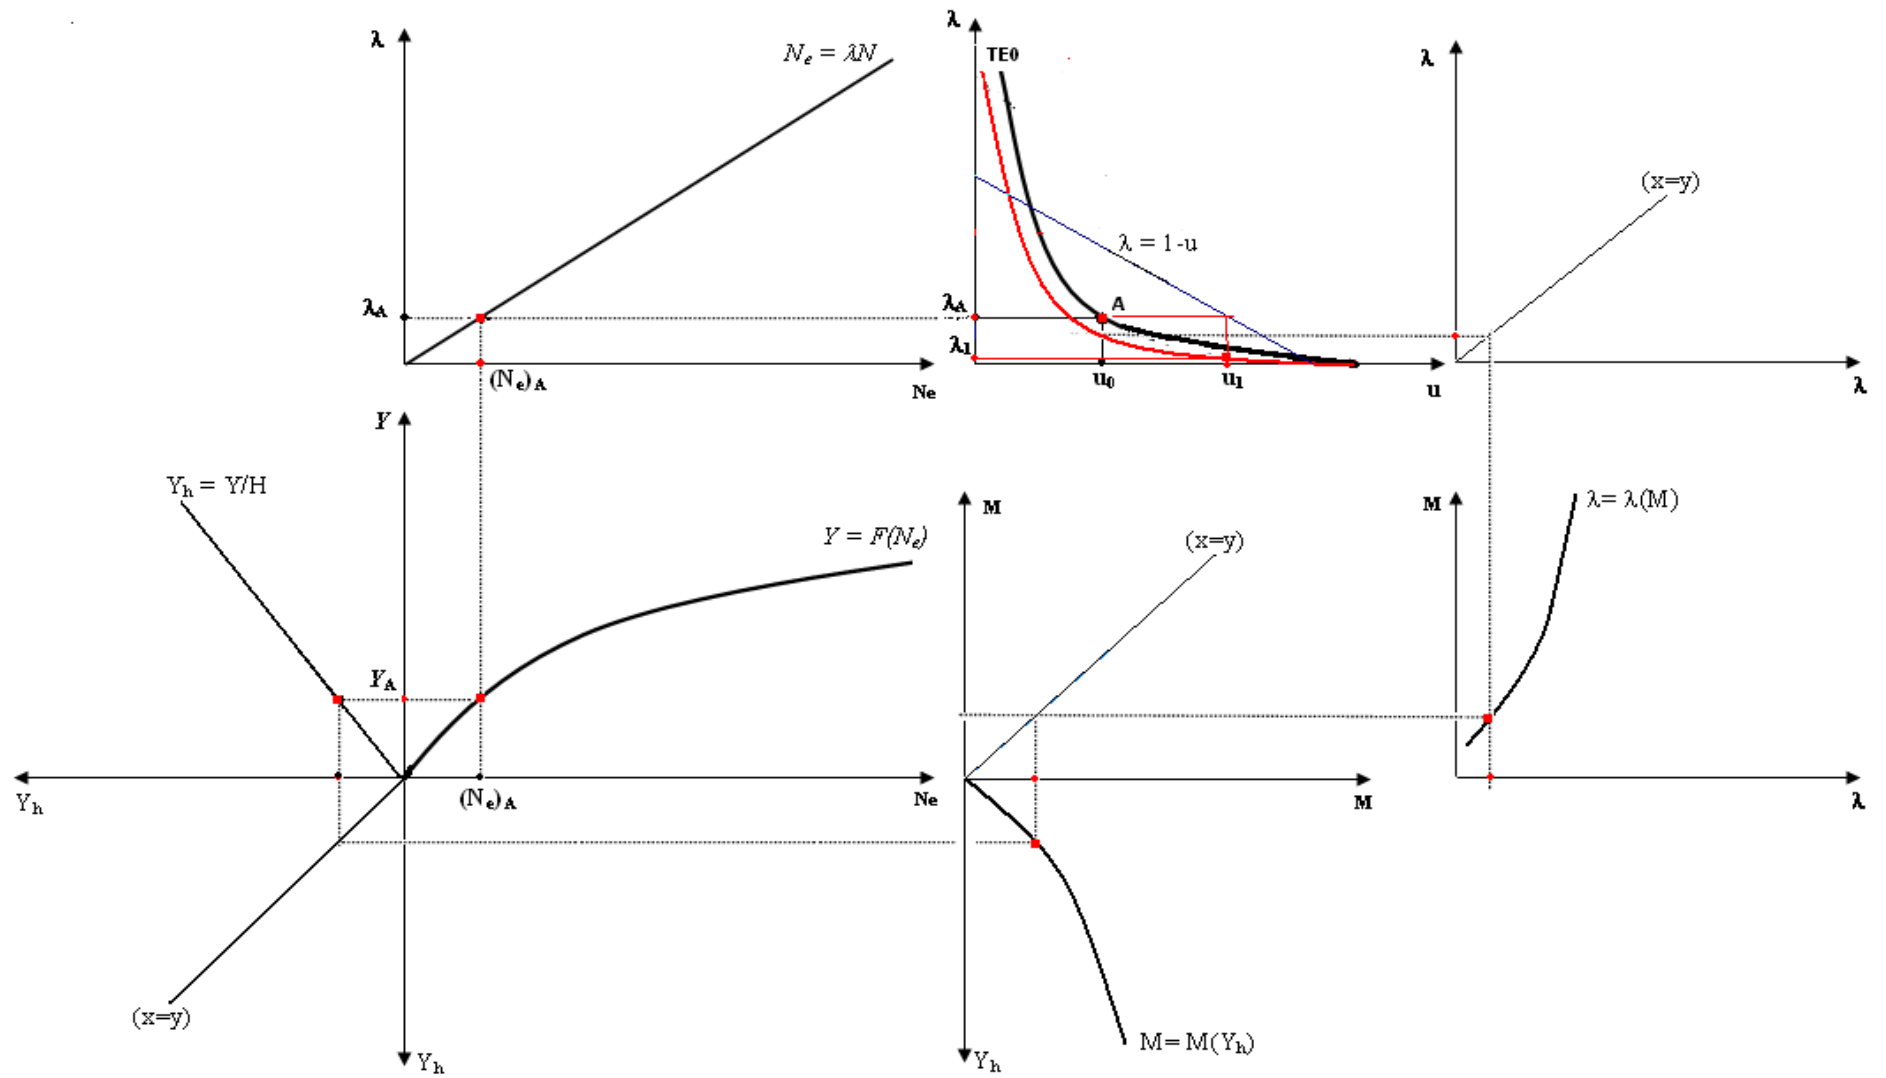 λ
Nₑ = λN
λA
(Nₑ)A
Ne
λ
TE0
λ = 1-u
A
λA
λ1
u₀
u₁
u
λ
(x=y)
λ
Y
Yₕ = Y/H
Y = F(Nₑ)
YA
Yₕ
(Nₑ)A
Ne
(x=y)
Yₕ
M
(x=y)
M
M= M(Yₕ)
Yₕ
M
λ= λ(M)
λ